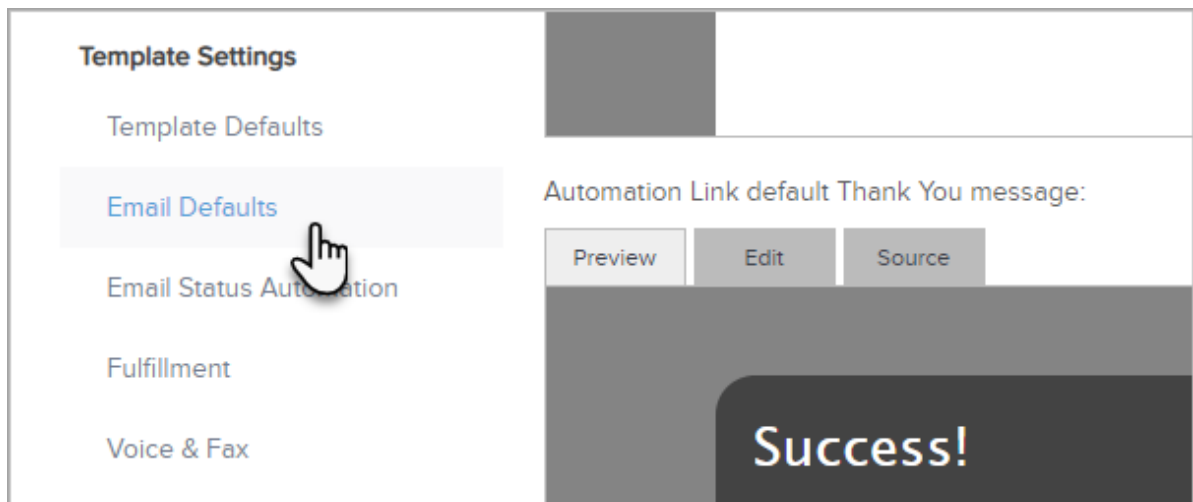 Template Settings
Template Defaults
Email Defaults
Email Status Automation
Fulfillment
Voice & Fax
Automation Link default Thank You message:
Preview Edit Source
Success!